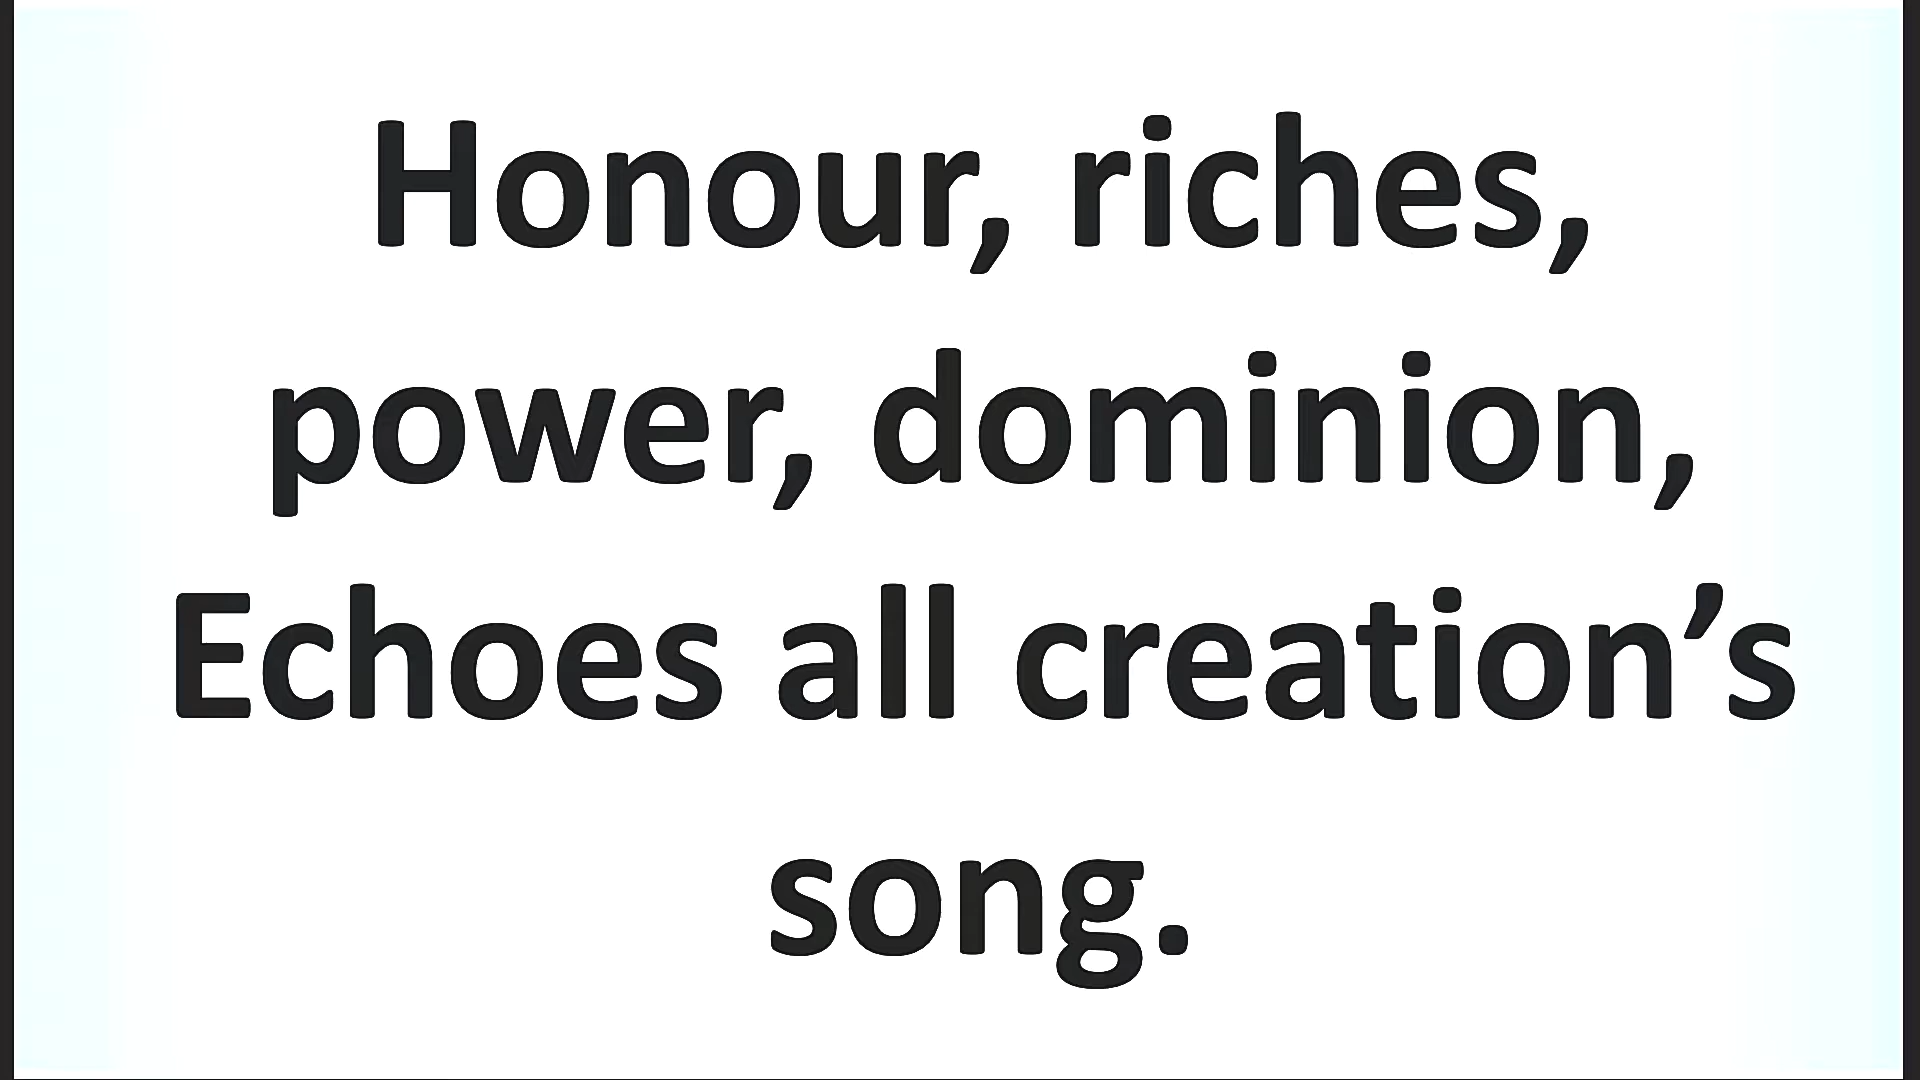 Honour, riches,
power, dominion,
Echoes all creation’s
song.